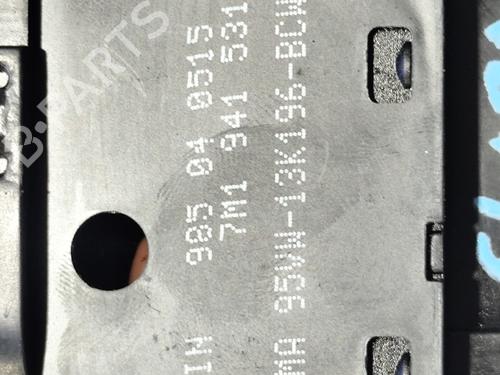 IN 985 04 0515
7M1 941 531
MA 95VW-13K196-BCW
B-PARTS